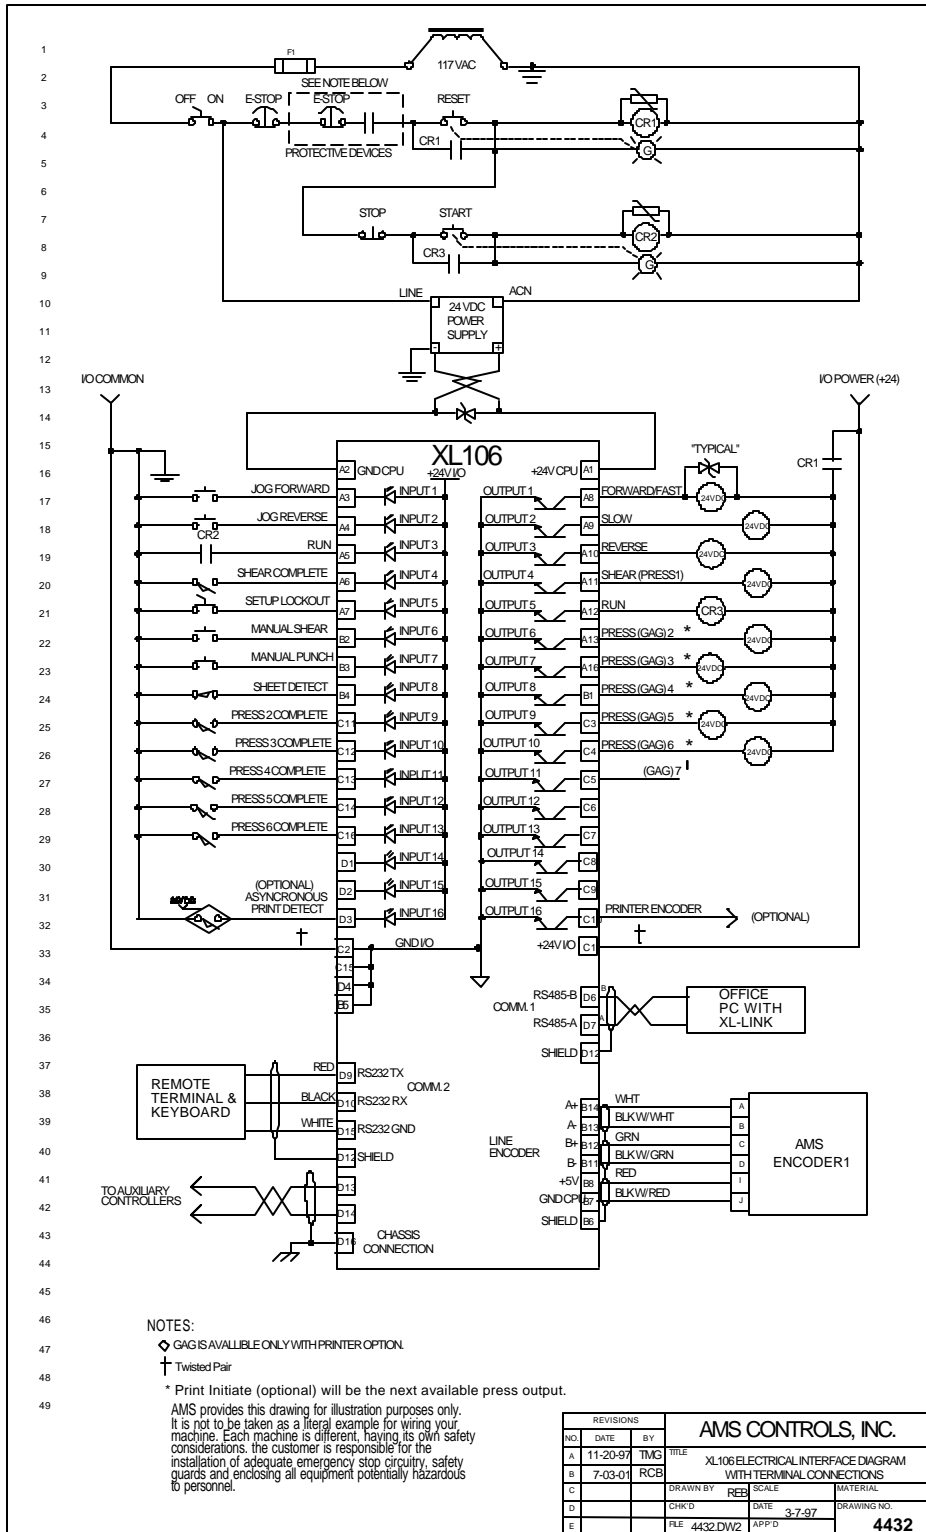 1
F1
117 VAC
2
SEE NOTE BELOW
3
OFF ON E-STOP E-STOP RESET
CR1
4
CR1
G
PROTECTIVE DEVICES
5
6
7
STOP START
CR2
8
CR3
G
9
10
LINE ACN
24 VDC
POWER
SUPPLY
- +
11
12
13
I/O COMMON I/O POWER (+24)
14
15
XL106
"TYPICAL"
CR1
16
A2 GND CPU +24V I/O +24V CPU A1
17
JOG FORWARD A3 INPUT 1 OUTPUT 1 A8 FORWARD/FAST 24VDC
18
JOG REVERSE A4 INPUT 2 OUTPUT 2 A9 SLOW 24VDC
19
CR2 RUN A5 INPUT 3 OUTPUT 3 A10 REVERSE 24VDC
20
SHEAR COMPLETE A6 INPUT 4 OUTPUT 4 A11 SHEAR (PRESS1) 24VDC
21
SETUP LOCKOUT A7 INPUT 5 OUTPUT 5 A12 RUN CR3
22
MANUAL SHEAR B2 INPUT 6 OUTPUT 6 A13 PRESS (GAG) 2 * 24VDC
23
MANUAL PUNCH B3 INPUT 7 OUTPUT 7 A16 PRESS (GAG) 3 * 24VDC
24
SHEET DETECT B4 INPUT 8 OUTPUT 8 B1 PRESS (GAG) 4 * 24VDC
25
PRESS 2 COMPLETE C11 INPUT 9 OUTPUT 9 C3 PRESS (GAG) 5 * 24VDC
26
PRESS 3 COMPLETE C12 INPUT 10 OUTPUT 10 C4 PRESS (GAG) 6 * 24VDC
27
PRESS 4 COMPLETE C13 INPUT 11 OUTPUT 11 C5 (GAG) 7
28
PRESS 5 COMPLETE C14 INPUT 12 OUTPUT 12 C6
29
PRESS 6 COMPLETE C16 INPUT 13 OUTPUT 13 C7
30
D1 INPUT 14 OUTPUT 14 C8
31
(OPTIONAL)
ASYNCRONOUS
PRINT DETECT
D2 INPUT 15 OUTPUT 15 C9
32
D3 INPUT 16 OUTPUT 16 PRINTER ENCODER (OPTIONAL)
† †
33
C2 GND I/O +24V I/O C1
C15
34
D4
B5
35
COMM. 1
RS485-B D6 B
RS485-A D7 A
SHIELD D12
OFFICE
PC WITH
XL-LINK
36
37
REMOTE
TERMINAL &
KEYBOARD
RED D9 RS232 TX
COMM. 2
38
BLACK D10 RS232 RX
39
WHITE D15 RS232 GND
40
D12 SHIELD
LINE
ENCODER
A+ B14 WHT A
A- B13 BLK W/WHT B
B+ B12 GRN C
B- B11 BLK W/GRN D
+5V B8 RED I
GND CPU B7 BLK W/RED J
SHIELD B6
AMS
ENCODER1
41
TO AUXILIARY
CONTROLLERS
D13
42
D14
43
D16 CHASSIS
CONNECTION
44
45
46
47
48
49
NOTES:
GAG IS AVALLIBLE ONLY WITH PRINTER OPTION.
† Twisted Pair
* Print Initiate (optional) will be the next available press output.
AMS provides this drawing for illustration purposes only.
It is not to be taken as a literal example for wiring your
machine. Each machine is different, having its own safety
considerations. the customer is responsible for the
installation of adequate emergency stop circuitry, safety
guards and enclosing all equipment potentially hazardous
to personnel.
REVISIONS
NO. DATE BY
A 11-20-97 TMG
B 7-03-01 RCB
C
D
E
AMS CONTROLS, INC.
TITLE XL106 ELECTRICAL INTERFACE DIAGRAM
WITH TERMINAL CONNECTIONS
DRAWN BY REB SCALE MATERIAL
CHK'D DATE 3-7-97 DRAWING NO.
FILE 4432.DW2 APP'D 4432